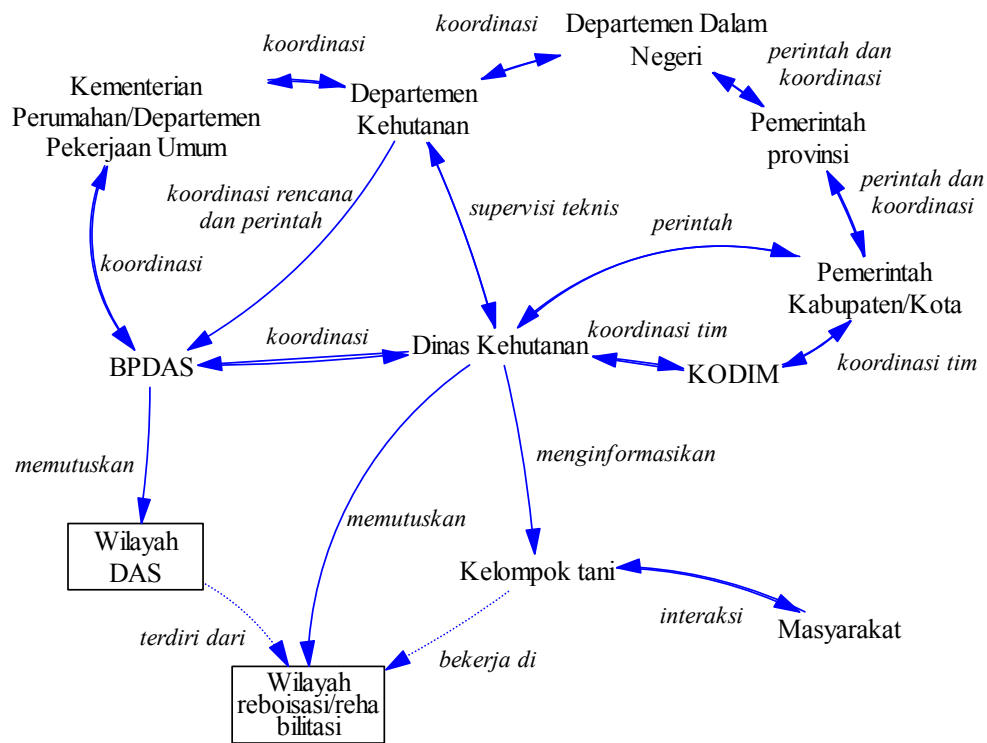 koordinasi
koordinasi
Departemen Dalam
Negeri
perintah dan
koordinasi
Kementerian
Perumahan/Departemen
Pekerjaan Umum
Departemen
Kehutanan
Pemerintah
provinsi
koordinasi rencana
dan perintah
supervisi teknis
perintah dan
koordinasi
perintah
koordinasi
Pemerintah
Kabupaten/Kota
koordinasi
Dinas Kehutanan
koordinasi tim
BPDAS
KODIM
koordinasi tim
memutuskan
menginformasikan
memutuskan
Wilayah
DAS
Kelompok tani
interaksi
Masyarakat
terdiri dari
bekerja di
Wilayah
reboisasi/reha
bilitasi